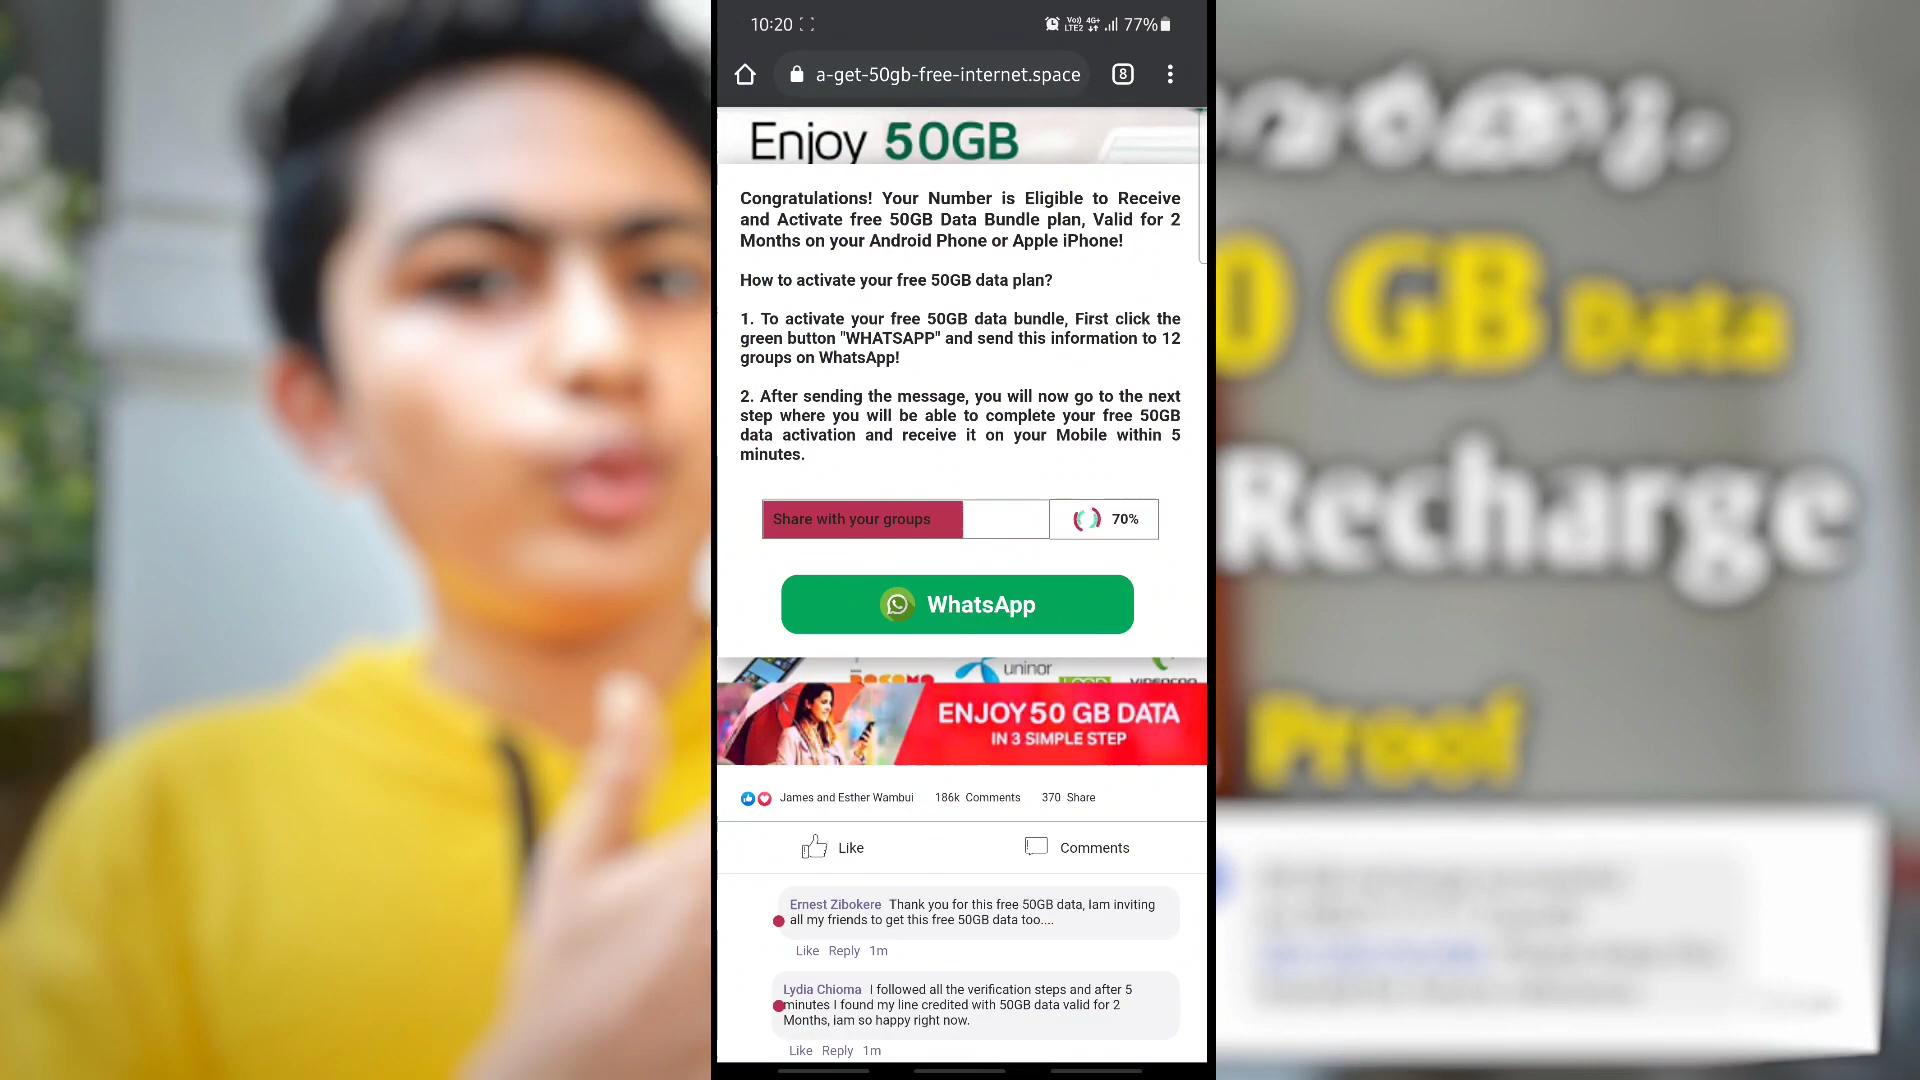 10:20
Vo)) LTE2 4G+ 77%
a-get-50gb-free-internet.space
8
Enjoy 50GB
Congratulations! Your Number is Eligible to Receive
and Activate free 50GB Data Bundle plan, Valid for 2
Months on your Android Phone or Apple iPhone!
How to activate your free 50GB data plan?
1. To activate your free 50GB data bundle, First click the
green button "WHATSAPP" and send this information to 12
groups on WhatsApp!
2. After sending the message, you will now go to the next
step where you will be able to complete your free 50GB
data activation and receive it on your Mobile within 5
minutes.
Share with your groups
70%
WhatsApp
uninor
ENJOY 50 GB DATA
IN 3 SIMPLE STEP
James and Esther Wambui 186k Comments 370 Share
Like Comments
Ernest Zibokere Thank you for this free 50GB data, Iam inviting
all my friends to get this free 50GB data too....
Like Reply 1m
Lydia Chioma I followed all the verification steps and after 5
minutes I found my line credited with 50GB data valid for 2
Months, iam so happy right now.
Like Reply 1m
0 GB Data
Recharge
Proof